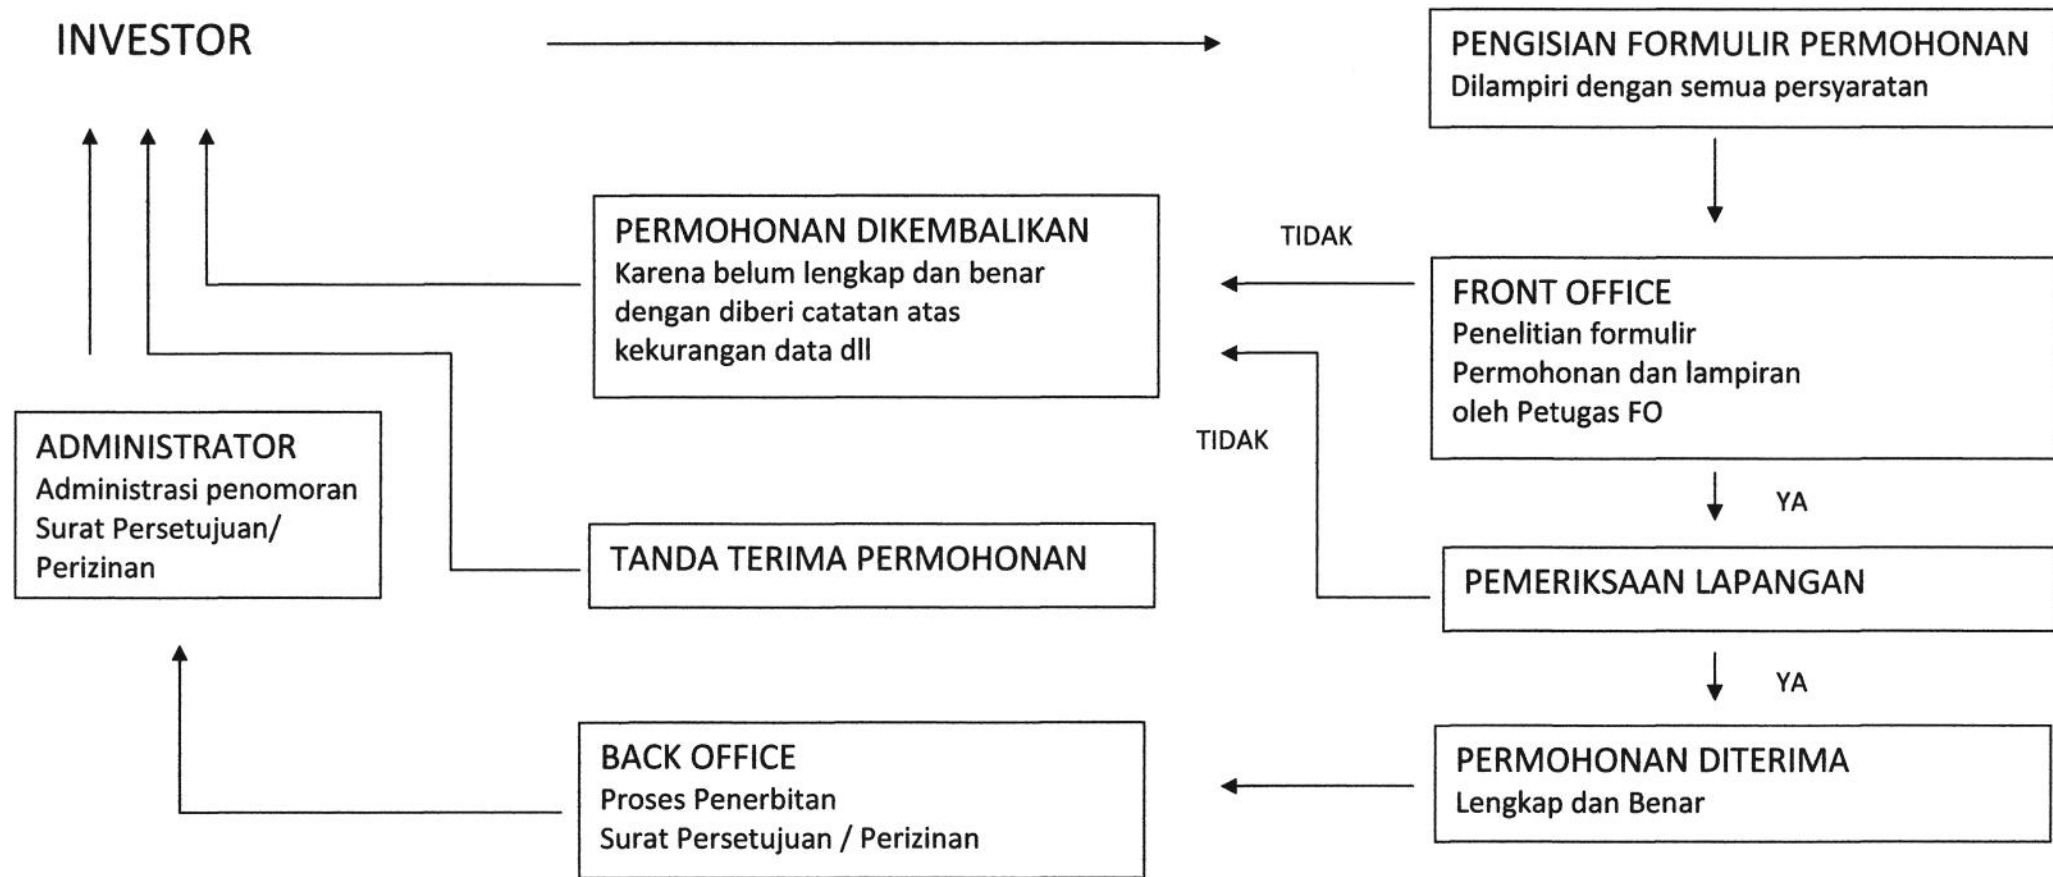 INVESTOR
PENGISIAN FORMULIR PERMOHONAN
Dilampiri dengan semua persyaratan
PERMOHONAN DIKEMBALIKAN
Karena belum lengkap dan benar
dengan diberi catatan atas
kekurangan data dll
TIDAK
FRONT OFFICE
Penelitian formulir
Permohonan dan lampiran
oleh Petugas FO
TIDAK
ADMINISTRATOR
Administrasi penomoran
Surat Persetujuan/
Perizinan
YA
TANDA TERIMA PERMOHONAN
PEMERIKSAAN LAPANGAN
YA
BACK OFFICE
Proses Penerbitan
Surat Persetujuan / Perizinan
PERMOHONAN DITERIMA
Lengkap dan Benar